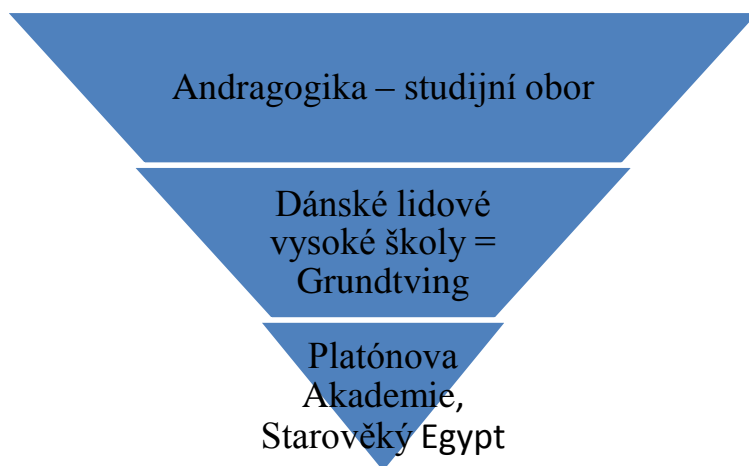 Andragogika – studijní obor
Dánské lidové
vysoké školy =
Grundtving
Platónova
Akademie,
Starověký Egypt